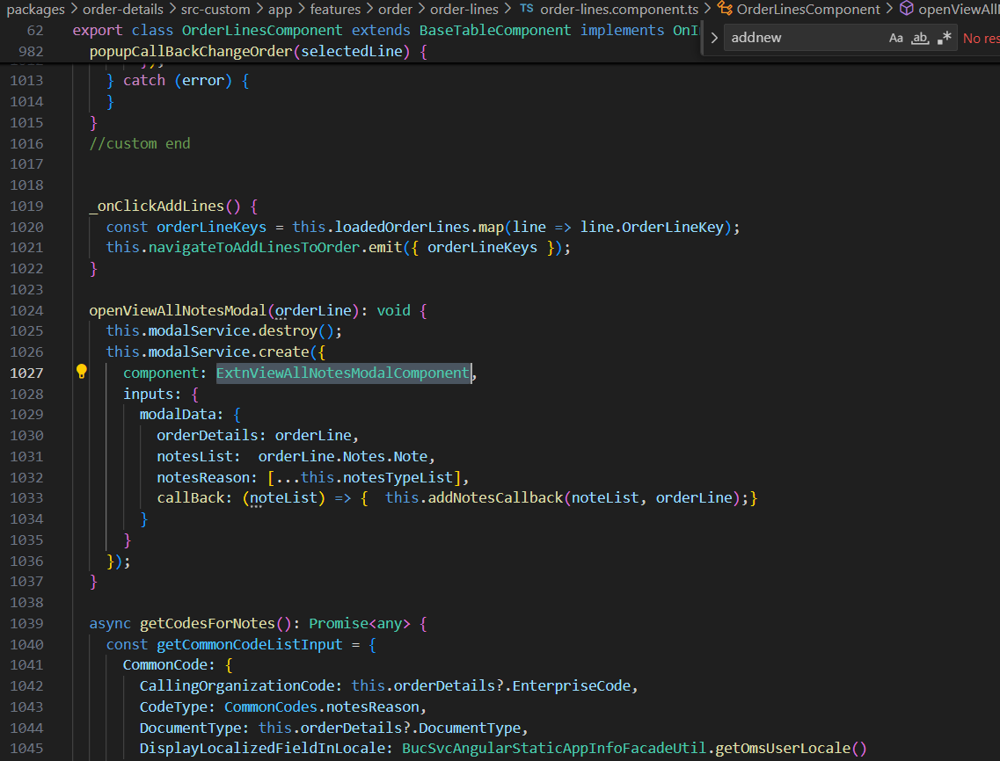 packages > order-details > src-custom > app > features > order > order-lines > TS order-lines.component.ts > OrderLinesComponent > openViewAll
62 export class OrderLinesComponent extends BaseTableComponent implements OnI
982 popupCallBackChangeOrder(selectedLine) {
addnew Aa ab .* No res
1013 } catch (error) {
1014 }
1015 }
1016 //custom end
1017
1018
1019 _onClickAddLines() {
1020 const orderLineKeys = this.loadedOrderLines.map(line => line.OrderLineKey);
1021 this.navigateToAddLinesToOrder.emit({ orderLineKeys });
1022 }
1023
1024 openViewAllNotesModal(orderLine): void {
1025 this.modalService.destroy();
1026 this.modalService.create({
1027 component: ExtnViewAllNotesModalComponent,
1028 inputs: {
1029 modalData: {
1030 orderDetails: orderLine,
1031 notesList:  orderLine.Notes.Note,
1032 notesReason: [...this.notesTypeList],
1033 callBack: (noteList) => {  this.addNotesCallback(noteList, orderLine);}
1034 }
1035 }
1036 });
1037 }
1038
1039 async getCodesForNotes(): Promise<any> {
1040 const getCommonCodeListInput = {
1041 CommonCode: {
1042 CallingOrganizationCode: this.orderDetails?.EnterpriseCode,
1043 CodeType: CommonCodes.notesReason,
1044 DocumentType: this.orderDetails?.DocumentType,
1045 DisplayLocalizedFieldInLocale: BucSvcAngularStaticAppInfoFacadeUtil.getOmsUserLocale()